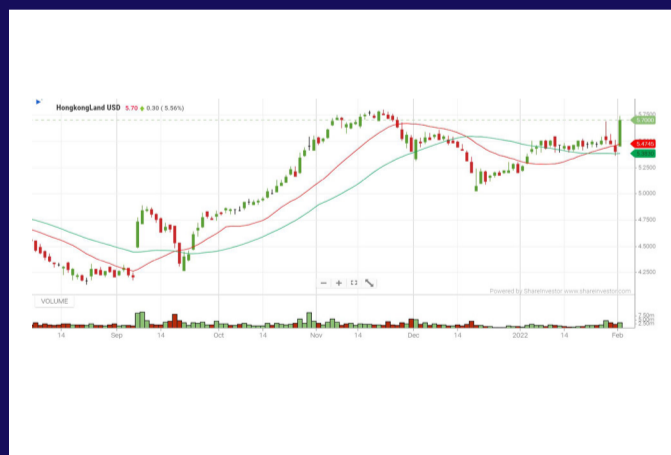 HongkongLand USD 5.70 0.30 ( 5.56%)
5.7000
5.4745
5.2500
5.0000
4.7500
4.5000
4.2500
Powered by ShareInvestor www.shareinvestor.com
VOLUME
14 Sep 14 Oct 14 Nov 14 Dec 14 2022 14 Feb